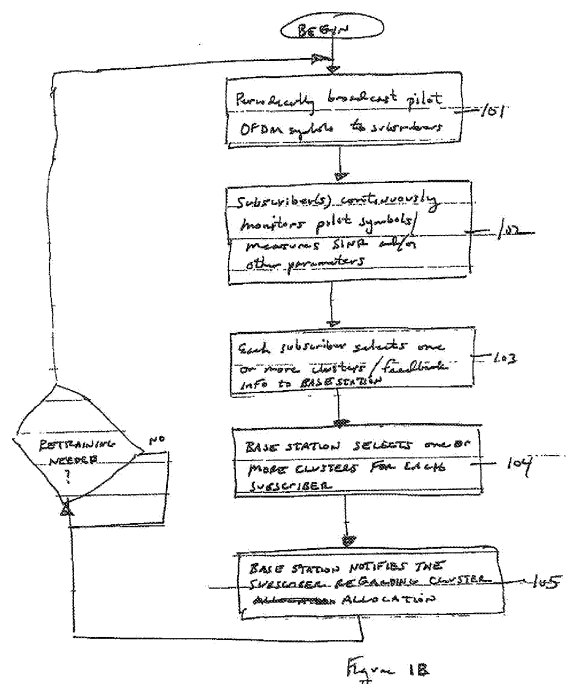 BEGIN
Periodically broadcast pilot
OFDM symbols to subscribers
101
Subscriber(s) continuously
monitors pilot symbols/
measures SINR and/or
other parameters
102
Each subscriber selects one
or more clusters/feedback
info to BASE STATION
103
BASE STATION SELECTS one or
MORE CLUSTERS FOR EACH
SUBSCRIBER
104
BASE STATION NOTIFIES THE
SUBSCRIBER REGARDING CLUSTER
ALLOCATION
105
RETRAINING
NEEDED
?
NO
Figure 1B